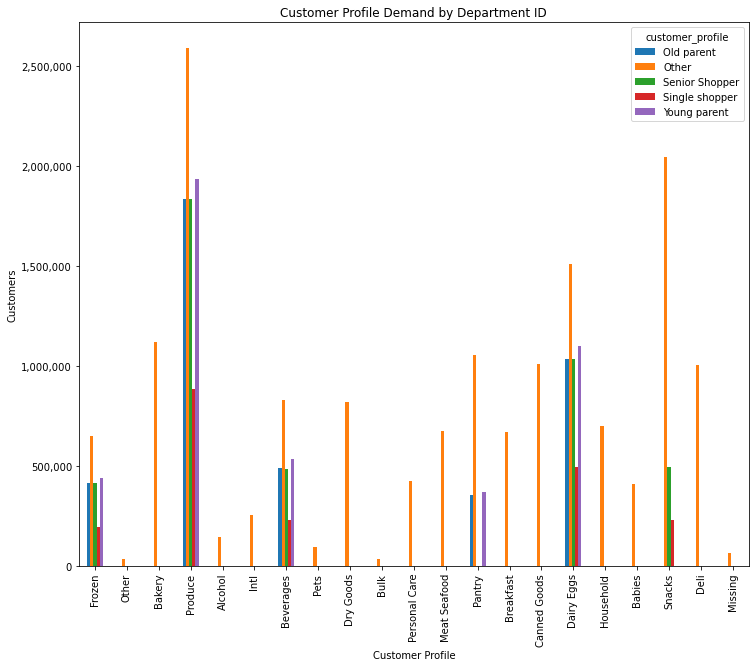 Customer Profile Demand by Department ID
customer_profile
Old parent
Other
Senior Shopper
Single shopper
Young parent
Customers
2,500,000
2,000,000
1,500,000
1,000,000
500,000
0
Frozen
Other
Bakery
Produce
Alcohol
Intl
Beverages
Pets
Dry Goods
Bulk
Personal Care
Meat Seafood
Pantry
Breakfast
Canned Goods
Dairy Eggs
Household
Babies
Snacks
Deli
Missing
Customer Profile